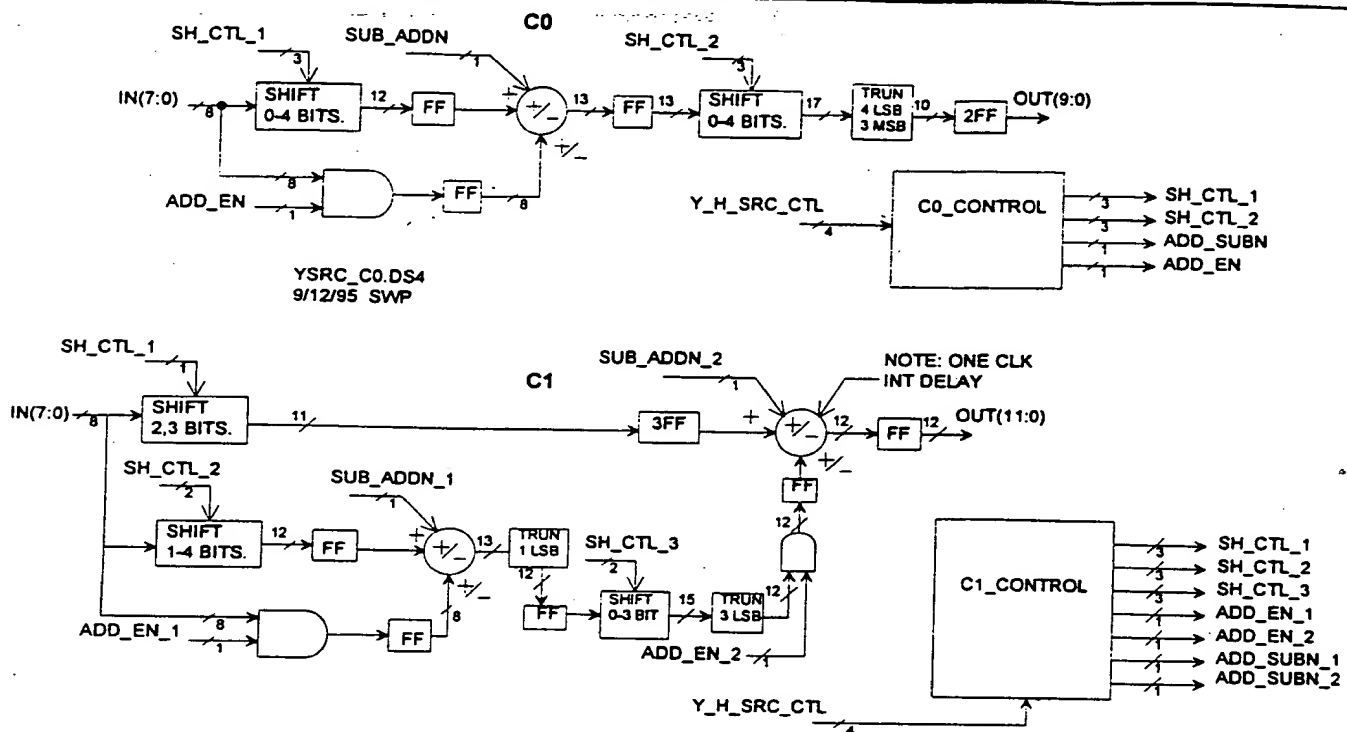 C0
SH_CTL_1
3
SUB_ADDN
1
SH_CTL_2
3
IN(7:0)
8
SHIFT
0-4 BITS.
12
FF
+
+/-
13
FF
13
SHIFT
0-4 BITS.
17
TRUN
4 LSB
3 MSB
10
2FF
OUT(9:0)
+/-
8
ADD_EN
1
FF
8
Y_H_SRC_CTL
4
C0_CONTROL
3
SH_CTL_1
3
SH_CTL_2
1
ADD_SUBN
1
ADD_EN
YSRC_C0.DS4
9/12/95 SWP
C1
SH_CTL_1
1
SUB_ADDN_2
1
NOTE: ONE CLK
INT DELAY
IN(7:0)
8
SHIFT
2,3 BITS.
11
3FF
+
+/-
12
FF
12
OUT(11:0)
+/-
FF
12
SH_CTL_2
2
SUB_ADDN_1
1
SHIFT
1-4 BITS.
12
FF
+
+/-
13
TRUN
1 LSB
12
FF
SH_CTL_3
2
SHIFT
0-3 BIT
15
TRUN
3 LSB
12
+/-
8
8
ADD_EN_1
1
FF
ADD_EN_2
1
C1_CONTROL
3
SH_CTL_1
3
SH_CTL_2
3
SH_CTL_3
1
ADD_EN_1
1
ADD_EN_2
1
ADD_SUBN_1
1
ADD_SUBN_2
Y_H_SRC_CTL
4